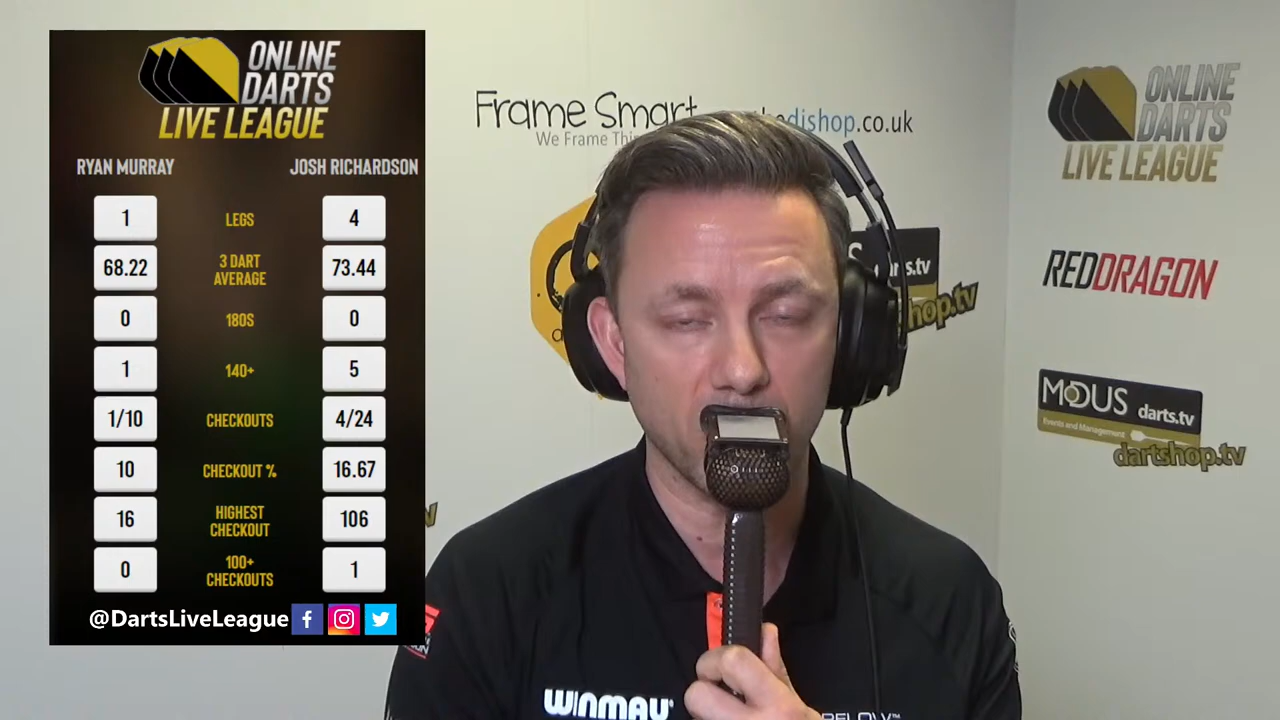 ONLINE
DARTS
LIVE LEAGUE
RYAN MURRAY
JOSH RICHARDSON
1 LEGS 4
68.22 3 DART AVERAGE 73.44
0 180S 0
1 140+ 5
1/10 CHECKOUTS 4/24
10 CHECKOUT % 16.67
16 HIGHEST CHECKOUT 106
0 100+ CHECKOUTS 1
@DartsLiveLeague
Frame Smart
We Frame
dishop.co.uk
s.tv
hop.tv
WINMAU
ONLINE
DARTS
LIVE LEAGUE
REDDRAGON
MODUS darts.tv
Events and Management
dartshop.tv